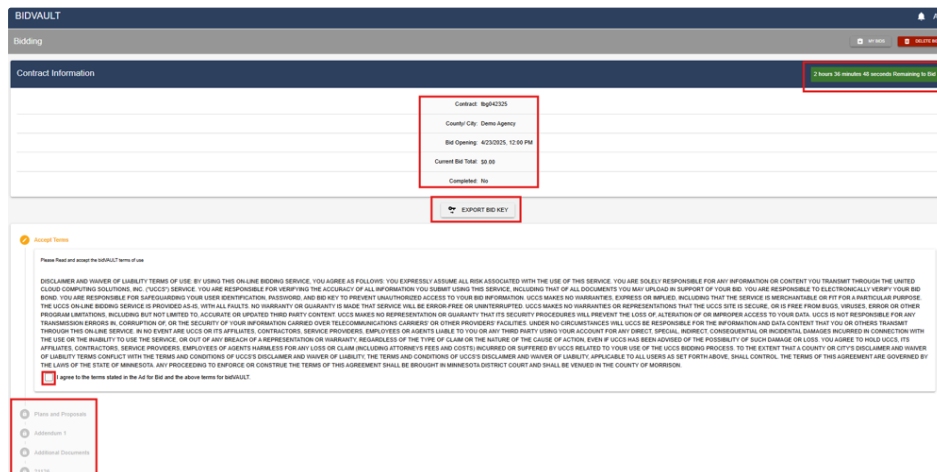 BIDVAULT
Bidding
MY BIDS
DELETE BID
Contract Information
2 hours 36 minutes 48 seconds Remaining to Bid
Contract: tbg042325
County/ City: Demo Agency
Bid Opening: 4/23/2025, 12:00 PM
Current Bid Total: $0.00
Completed: No
EXPORT BID KEY
Accept Terms
Please Read and accept the bidVAULT terms of use
DISCLAIMER AND WAIVER OF LIABILITY TERMS OF USE: BY USING THIS ON-LINE BIDDING SERVICE, YOU AGREE AS FOLLOWS: YOU EXPRESSLY ASSUME ALL RISK ASSOCIATED WITH THE USE OF THIS SERVICE. YOU ARE SOLELY RESPONSIBLE FOR ANY INFORMATION OR CONTENT YOU TRANSMIT THROUGH THE UNITED
CLOUD COMPUTING SOLUTIONS, INC. ("UCCS") SERVICE. YOU ARE RESPONSIBLE FOR VERIFYING THE ACCURACY OF ALL INFORMATION YOU SUBMIT USING THIS SERVICE, INCLUDING THAT OF ALL DOCUMENTS YOU MAY UPLOAD IN SUPPORT OF YOUR BID. YOU ARE RESPONSIBLE TO ELECTRONICALLY VERIFY YOUR BID
BOND. YOU ARE RESPONSIBLE FOR SAFEGUARDING YOUR USER IDENTIFICATION, PASSWORD, AND BID KEY TO PREVENT UNAUTHORIZED ACCESS TO YOUR BID INFORMATION. UCCS MAKES NO WARRANTIES, EXPRESS OR IMPLIED, INCLUDING THAT THE SERVICE IS MERCHANTABLE OR FIT FOR A PARTICULAR PURPOSE.
THE UCCS ON-LINE BIDDING SERVICE IS PROVIDED AS-IS, WITH ALL FAULTS. NO WARRANTY OR GUARANTY IS MADE THAT SERVICE WILL BE ERROR-FREE OR UNINTERRUPTED. UCCS MAKES NO WARRANTIES OR REPRESENTATIONS THAT THE UCCS SITE IS SECURE, OR IS FREE FROM BUGS, VIRUSES, ERROR OR OTHER
PROGRAM LIMITATIONS, INCLUDING BUT NOT LIMITED TO, ACCURATE OR UPDATED THIRD PARTY CONTENT. UCCS MAKES NO REPRESENTATION OR GUARANTY THAT ITS SECURITY PROCEDURES WILL PREVENT THE LOSS OF, ALTERATION OF OR IMPROPER ACCESS TO YOUR DATA. UCCS IS NOT RESPONSIBLE FOR ANY
TRANSMISSION ERRORS IN, CORRUPTION OF, OR THE SECURITY OF YOUR INFORMATION CARRIED OVER TELECOMMUNICATIONS CARRIERS' OR OTHER PROVIDERS' FACILITIES. UNDER NO CIRCUMSTANCES WILL UCCS BE RESPONSIBLE FOR THE INFORMATION AND DATA CONTENT THAT YOU OR OTHERS TRANSMIT
THROUGH THIS ON-LINE SERVICE. IN NO EVENT ARE UCCS OR ITS AFFILIATES, CONTRACTORS, SERVICE PROVIDERS, EMPLOYEES OR AGENTS LIABLE TO YOU OR ANY THIRD PARTY USING YOUR ACCOUNT FOR ANY DIRECT, SPECIAL, INDIRECT, CONSEQUENTIAL OR INCIDENTAL DAMAGES INCURRED IN CONNECTION WITH
THE USE OR THE INABILITY TO USE THE SERVICE, OR OUT OF ANY BREACH OF A REPRESENTATION OR WARRANTY, REGARDLESS OF THE TYPE OF CLAIM OR THE NATURE OF THE CAUSE OF ACTION, EVEN IF UCCS HAS BEEN ADVISED OF THE POSSIBILITY OF SUCH DAMAGE OR LOSS. YOU AGREE TO HOLD UCCS, ITS
AFFILIATES, CONTRACTORS, SERVICE PROVIDERS, EMPLOYEES OF AGENTS HARMLESS FOR ANY LOSS OR CLAIM (INCLUDING ATTORNEYS FEES AND COSTS) INCURRED OR SUFFERED BY UCCS RELATED TO YOUR USE OF THE UCCS BIDDING PROCESS. TO THE EXTENT THAT A COUNTY OR CITY'S DISCLAIMER AND WAIVER
OF LIABILITY TERMS CONFLICT WITH THE TERMS AND CONDITIONS OF UCCS'S DISCLAIMER AND WAIVER OF LIABILITY, THE TERMS AND CONDITIONS OF UCCS'S DISCLAIMER AND WAIVER OF LIABILITY, APPLICABLE TO ALL USERS AS SET FORTH ABOVE, SHALL CONTROL. THE TERMS OF THIS AGREEMENT ARE GOVERNED BY
THE LAWS OF THE STATE OF MINNESOTA. ANY PROCEEDING TO ENFORCE OR CONSTRUE THE TERMS OF THIS AGREEMENT SHALL BE BROUGHT IN MINNESOTA DISTRICT COURT AND SHALL BE VENUED IN THE COUNTY OF MORRISON.
I agree to the terms stated in the Ad for Bid and the above terms for bidVAULT.
Plans and Proposals
Addendum 1
Additional Documents